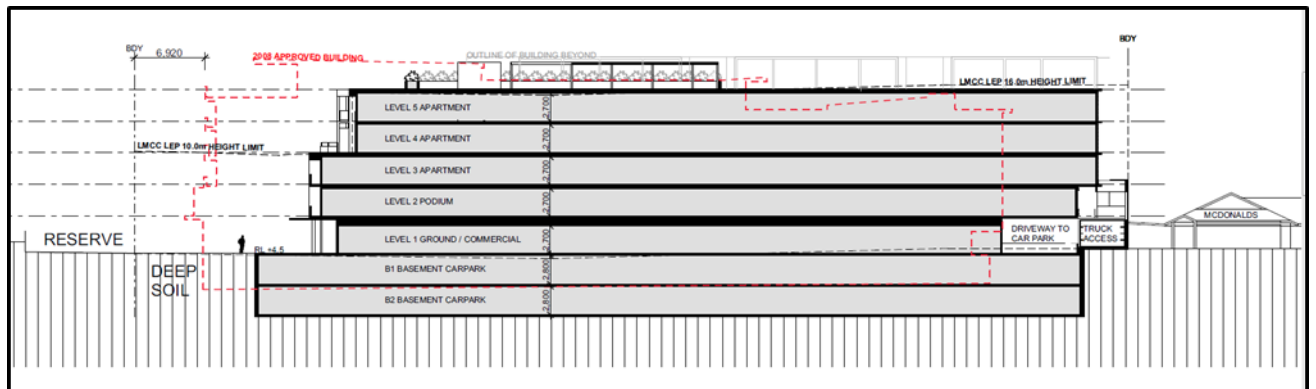 BDY
6.920
2008 APPROVED BUILDING
OUTLINE OF BUILDING BEYOND
BDY
LMCC LEP 15.0m HEIGHT LIMIT
LEVEL 5 APARTMENT
2,700
LEVEL 4 APARTMENT
2,700
LMCC LEP 10.0m HEIGHT LIMIT
LEVEL 3 APARTMENT
2,700
LEVEL 2 PODIUM
2,700
MCDONALDS
RESERVE
RL +4.5
LEVEL 1 GROUND / COMMERCIAL
2,700
DRIVEWAY TO
CAR PARK
TRUCK
ACCESS
DEEP
SOIL
B1 BASEMENT CARPARK
2,800
B2 BASEMENT CARPARK
2,800